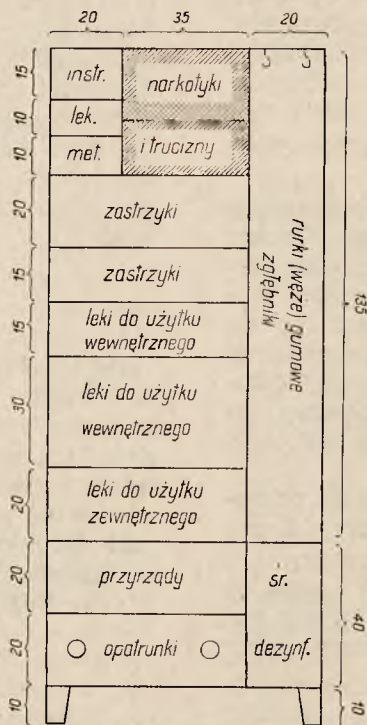 20 35 20
15 instr. narkotyki
10 lek.
10 met. i trucizny
20 zastrzyki
15 zastrzyki
rurki (węże) gumowe
zgłębniki
135
15 leki do użytku
wewnętrznego
30 leki do użytku
wewnętrznego
20 leki do użytku
zewnętrznego
20 przyrządy śr.
40
20 opatrunki dezynf.
10 10